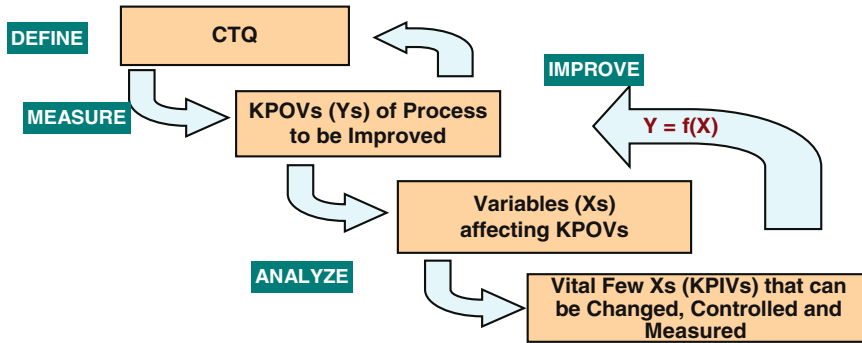 DEFINE
CTQ
IMPROVE
MEASURE
KPOVs (Ys) of Process
to be Improved
Y = f(X)
Variables (Xs)
affecting KPOVs
ANALYZE
Vital Few Xs (KPIVs) that can
be Changed, Controlled and
Measured